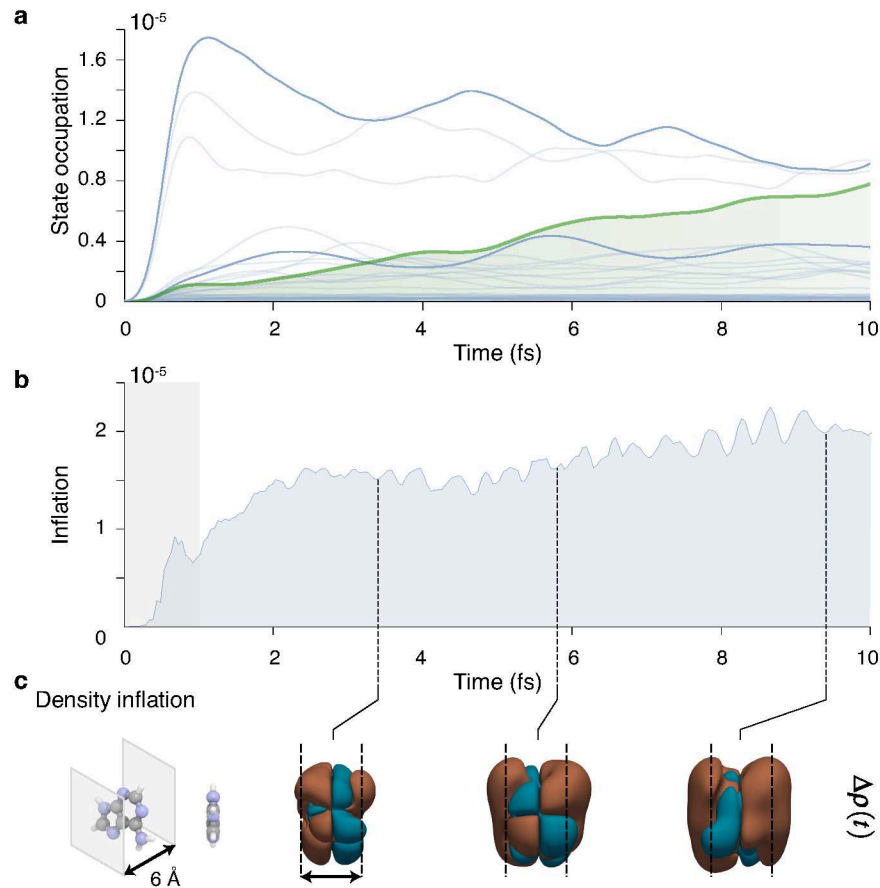 a
10-5
State occupation
1.6
1.2
0.8
0.4
0
0 2 4 6 8 10
Time (fs)
b
10-5
Inflation
2
1
0
0 2 4 6 8 10
Time (fs)
c
Density inflation
6 Å
Δρ(t)